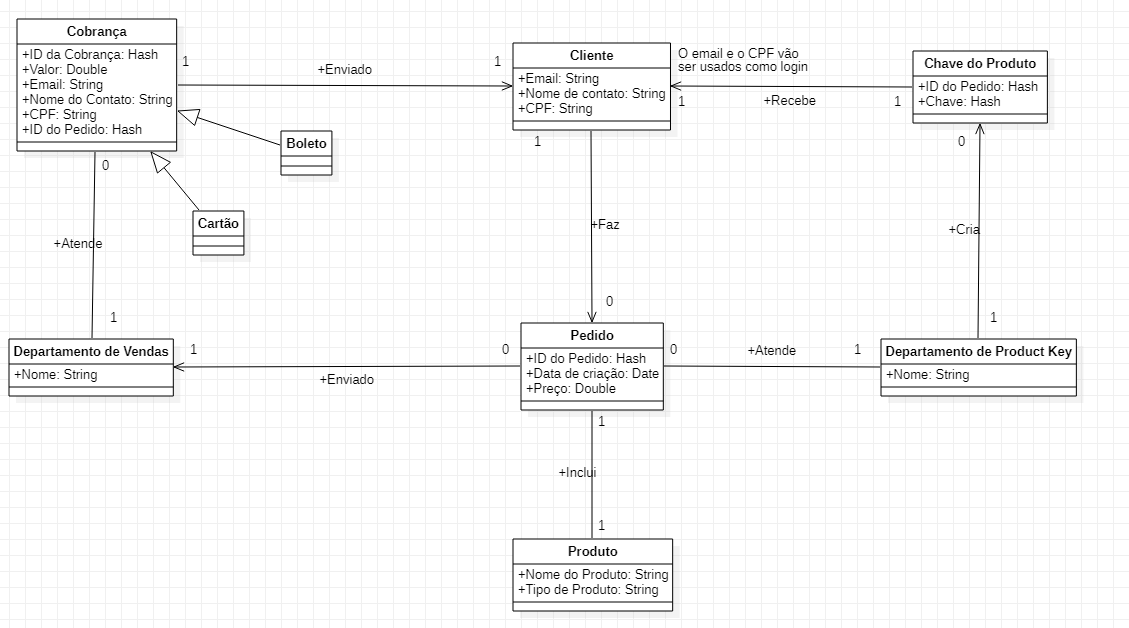 Cobrança
+ID da Cobrança: Hash
+Valor: Double
+Email: String
+Nome do Contato: String
+CPF: String
+ID do Pedido: Hash
1
+Enviado
1
Cliente
+Email: String
+Nome de contato: String
+CPF: String
O email e o CPF vão
ser usados como login
1
+Recebe
1
Chave do Produto
+ID do Pedido: Hash
+Chave: Hash
Boleto
Cartão
0
+Atende
1
1
+Faz
0
0
+Cria
1
Departamento de Vendas
+Nome: String
1
+Enviado
0
Pedido
+ID do Pedido: Hash
+Data de criação: Date
+Preço: Double
0
+Atende
1
Departamento de Product Key
+Nome: String
1
+Inclui
1
Produto
+Nome do Produto: String
+Tipo de Produto: String